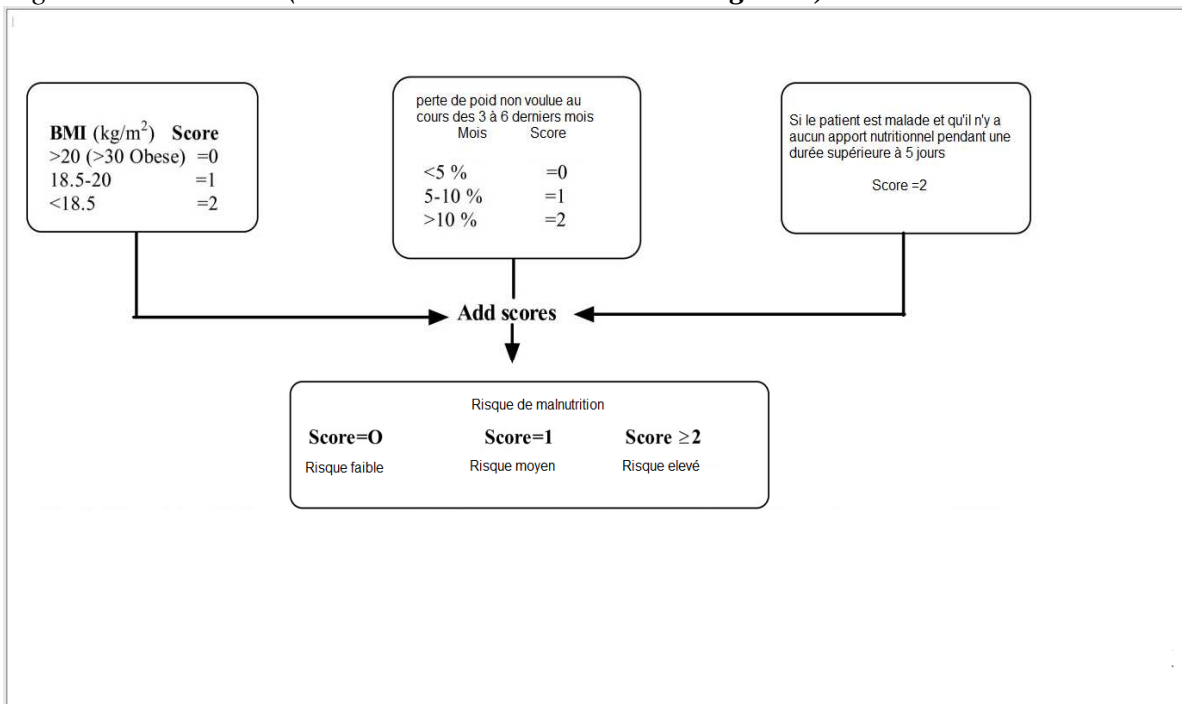 BMI (kg/m²) Score
>20 (>30 Obese) =0
18.5-20 =1
<18.5 =2
perte de poid non voulue au
cours des 3 à 6 derniers mois
Mois Score
<5 % =0
5-10 % =1
>10 % =2
Si le patient est malade et qu'il n'y a
aucun apport nutritionnel pendant une
durée supérieure à 5 jours
Score =2
Add scores
Risque de malnutrition
Score=O Score=1 Score ≥2
Risque faible Risque moyen Risque elevé